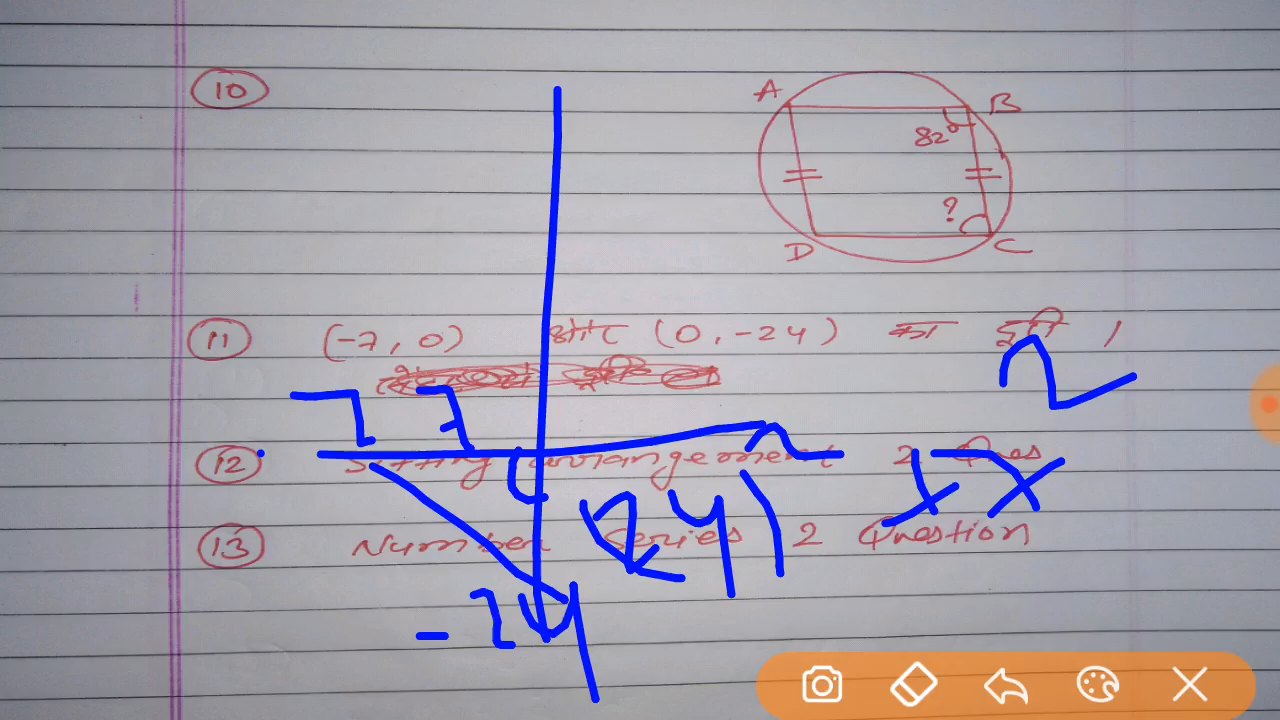 10
A B
82°
?
D C
11 (-7, 0) और (0, -24) की दूरी ।
12 Sitting arrangement 2 Ques
13 Number Series 2 Question
7 7
24
-24